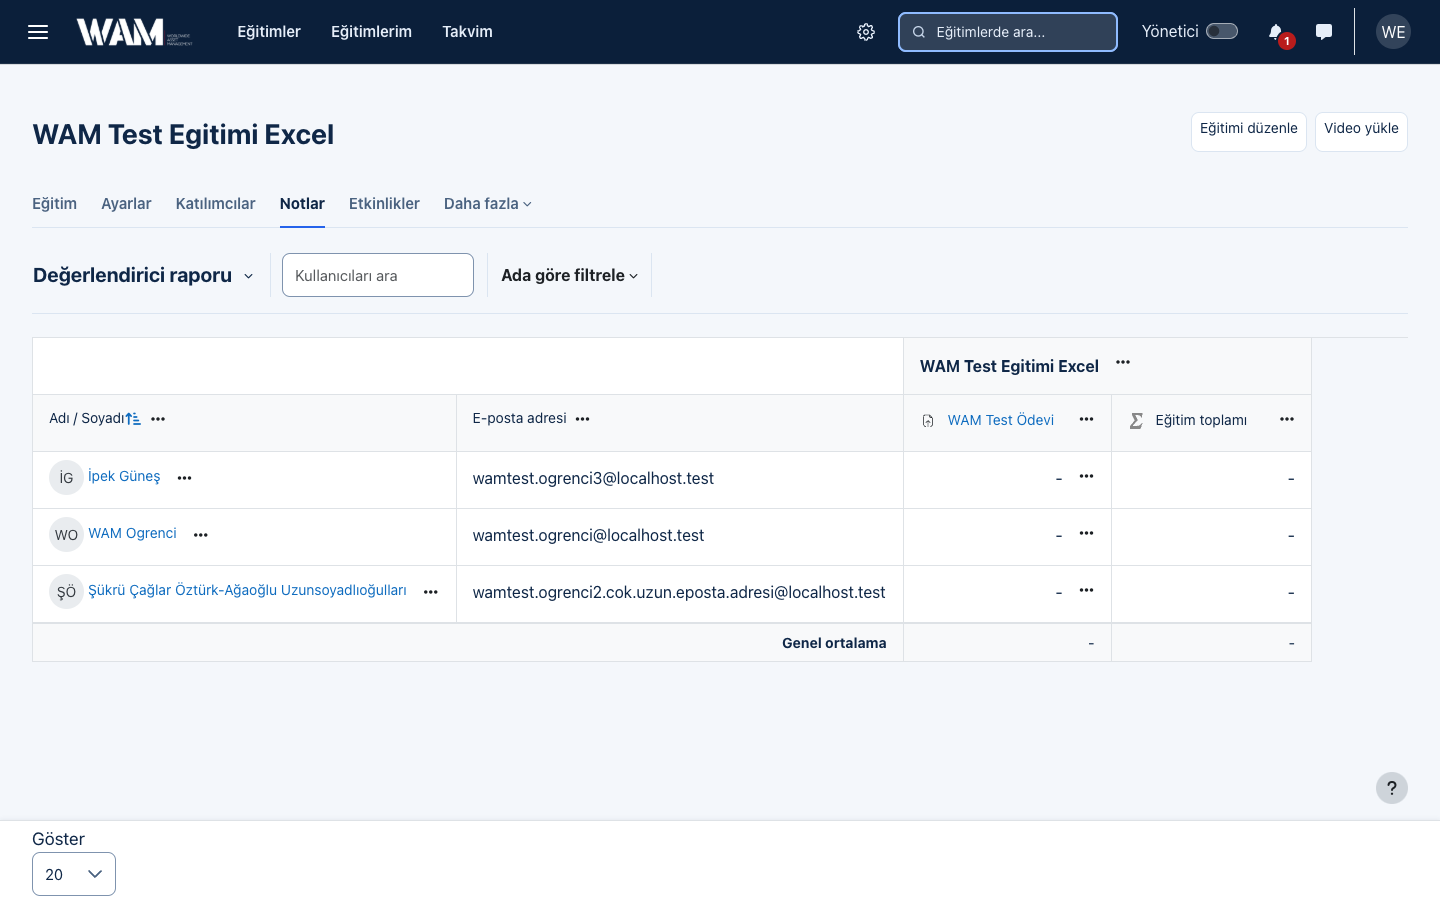 WAM
Eğitimler Eğitimlerim Takvim
Eğitimlerde ara...
Yönetici
1
WE
WAM Test Egitimi Excel
Eğitimi düzenle Video yükle
Eğitim Ayarlar Katılımcılar Notlar Etkinlikler Daha fazla
Değerlendirici raporu
Kullanıcıları ara
Ada göre filtrele
WAM Test Egitimi Excel
Adı / Soyadı E-posta adresi WAM Test Ödevi Σ Eğitim toplamı
İG İpek Güneş wamtest.ogrenci3@localhost.test - -
WO WAM Ogrenci wamtest.ogrenci@localhost.test - -
ŞÖ Şükrü Çağlar Öztürk-Ağaoğlu Uzunsoyadlıoğulları wamtest.ogrenci2.cok.uzun.eposta.adresi@localhost.test - -
Genel ortalama - -
?
Göster
20